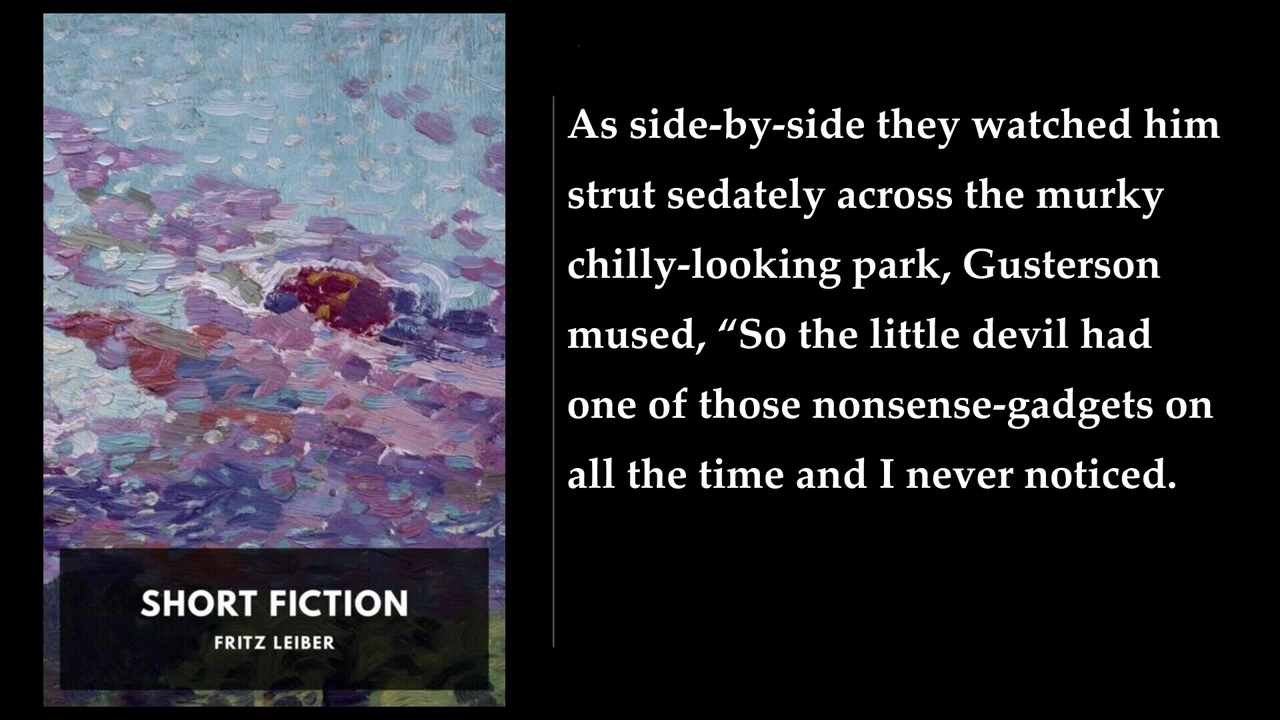 As side-by-side they watched him
strut sedately across the murky
chilly-looking park, Gusterson
mused, “So the little devil had
one of those nonsense-gadgets on
all the time and I never noticed.
SHORT FICTION
FRITZ LEIBER